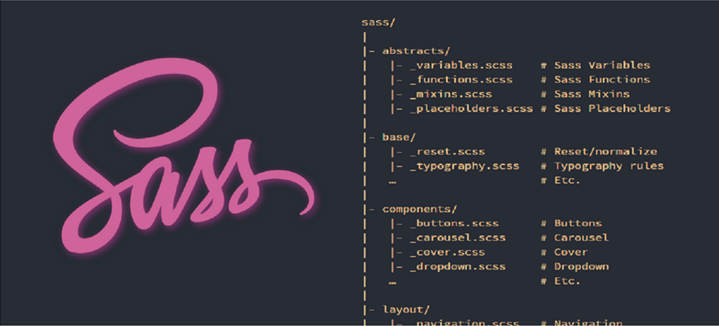 Sass
sass/
|
|- abstracts/
|  |- _variables.scss    # Sass Variables
|  |- _functions.scss    # Sass Functions
|  |- _mixins.scss       # Sass Mixins
|  |- _placeholders.scss # Sass Placeholders
|
|- base/
|  |- _reset.scss        # Reset/normalize
|  |- _typography.scss   # Typography rules
|  …                     # Etc.
|
|- components/
|  |- _buttons.scss      # Buttons
|  |- _carousel.scss     # Carousel
|  |- _cover.scss        # Cover
|  |- _dropdown.scss     # Dropdown
|  …                     # Etc.
|
|- layout/
|  |- _navigation.scss   # Navigation